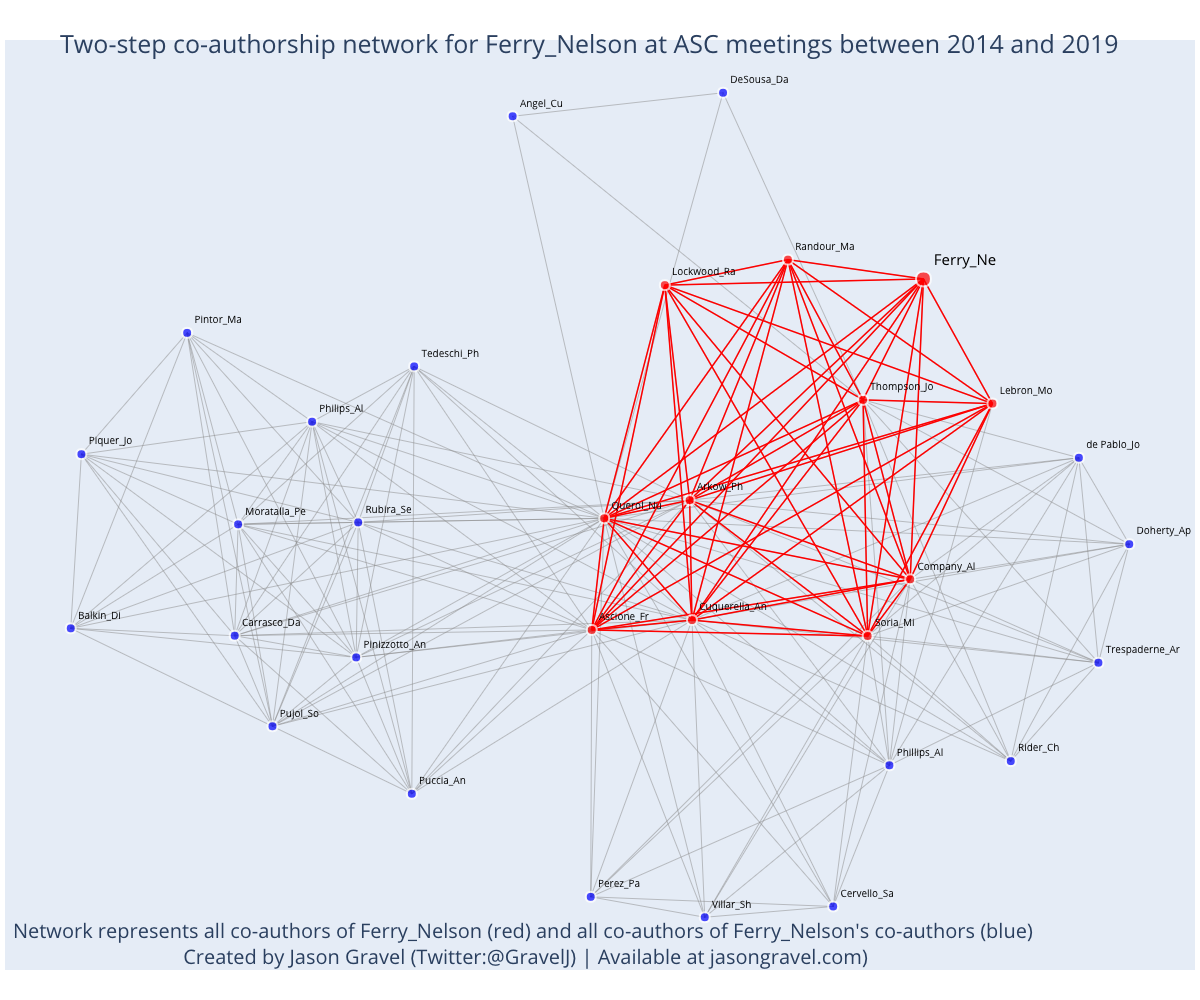 Two-step co-authorship network for Ferry_Nelson at ASC meetings between 2014 and 2019
DeSousa_Da
Angel_Cu
Randour_Ma
Ferry_Ne
Lockwood_Ra
Pintor_Ma
Tedeschi_Ph
Thompson_Jo
Lebron_Mo
Philips_Al
Piquer_Jo
de Pablo_Jo
Arkow_Ph
Querol_Nu
Moratalla_Pe
Rubira_Se
Doherty_Ap
Company_Al
Balkin_Di
Carrasco_Da
Ascione_Fr
Cuquerella_An
Soria_Mi
Pinizzotto_An
Trespaderne_Ar
Pujol_So
Phillips_Al
Rider_Ch
Puccia_An
Perez_Pa
Villar_Sh
Cervello_Sa
Network represents all co-authors of Ferry_Nelson (red) and all co-authors of Ferry_Nelson's co-authors (blue)
Created by Jason Gravel (Twitter:@GravelJ) | Available at jasongravel.com)